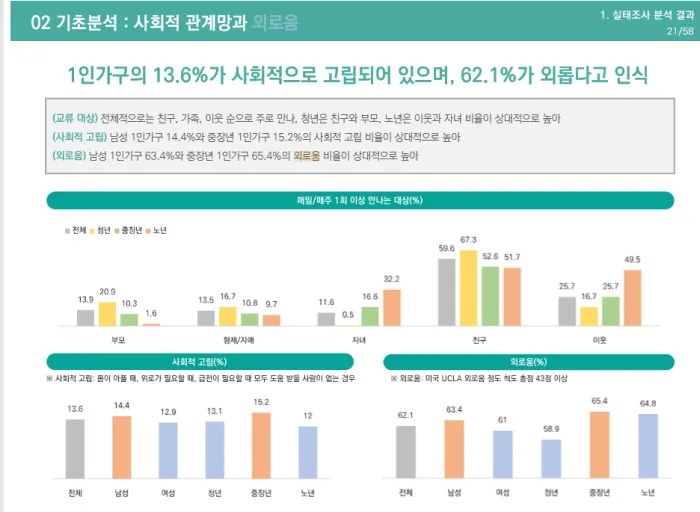 02 기초분석 : 사회적 관계망과 외로움
1. 실태조사 분석 결과
21/58
1인가구의 13.6%가 사회적으로 고립되어 있으며, 62.1%가 외롭다고 인식
(교류 대상) 전체적으로는 친구, 가족, 이웃 순으로 주로 만나, 청년은 친구와 부모, 노년은 이웃과 자녀 비율이 상대적으로 높아
(사회적 고립) 남성 1인가구 14.4%와 중장년 1인가구 15.2%의 사회적 고립 비율이 상대적으로 높아
(외로움) 남성 1인가구 63.4%와 중장년 1인가구 65.4%의 외로움 비율이 상대적으로 높아
매일/매주 1회 이상 만나는 대상(%)
전체 청년 중장년 노년
13.9 20.9 10.3 1.6
13.5 16.7 10.8 9.7
11.6 0.5 16.6 32.2
59.6 67.3 52.6 51.7
25.7 16.7 25.7 49.5
부모 형제/자매 자녀 친구 이웃
사회적 고립(%)
※ 사회적 고립: 몸이 아플 때, 위로가 필요할 때, 급전이 필요할 때 모두 도움 받을 사람이 없는 경우
13.6 14.4 12.9 13.1 15.2 12
전체 남성 여성 청년 중장년 노년
외로움(%)
※ 외로움: 미국 UCLA 외로움 정도 척도 총점 43점 이상
62.1 63.4 61 58.9 65.4 64.8
전체 남성 여성 청년 중장년 노년